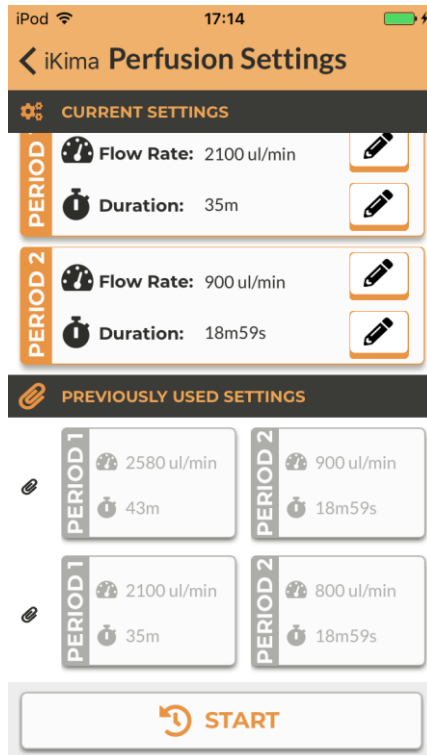 iPod 17:14
iKima Perfusion Settings
CURRENT SETTINGS
PERIOD
Flow Rate: 2100 ul/min
Duration: 35m
PERIOD 2
Flow Rate: 900 ul/min
Duration: 18m59s
PREVIOUSLY USED SETTINGS
PERIOD 1
2580 ul/min
43m
PERIOD 2
900 ul/min
18m59s
PERIOD 1
2100 ul/min
35m
PERIOD 2
800 ul/min
18m59s
START